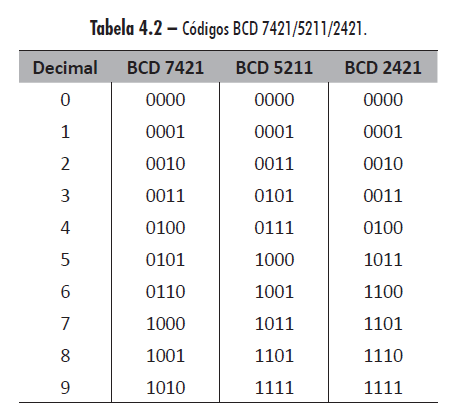 Tabela 4.2 – Códigos BCD 7421/5211/2421.
Decimal BCD 7421 BCD 5211 BCD 2421
0 0000 0000 0000
1 0001 0001 0001
2 0010 0011 0010
3 0011 0101 0011
4 0100 0111 0100
5 0101 1000 1011
6 0110 1001 1100
7 1000 1011 1101
8 1001 1101 1110
9 1010 1111 1111